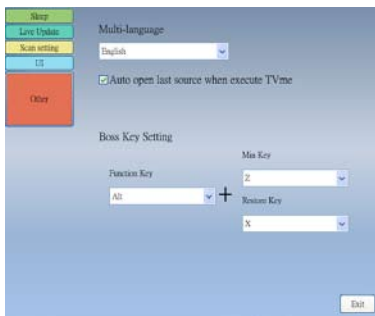 Sleep
Live Update
Scan setting
UI
Other
Multi-language
English
Auto open last source when execute TVme
Boss Key Setting
Min Key
Function Key
Z
Alt
+
Restore Key
X
Exit